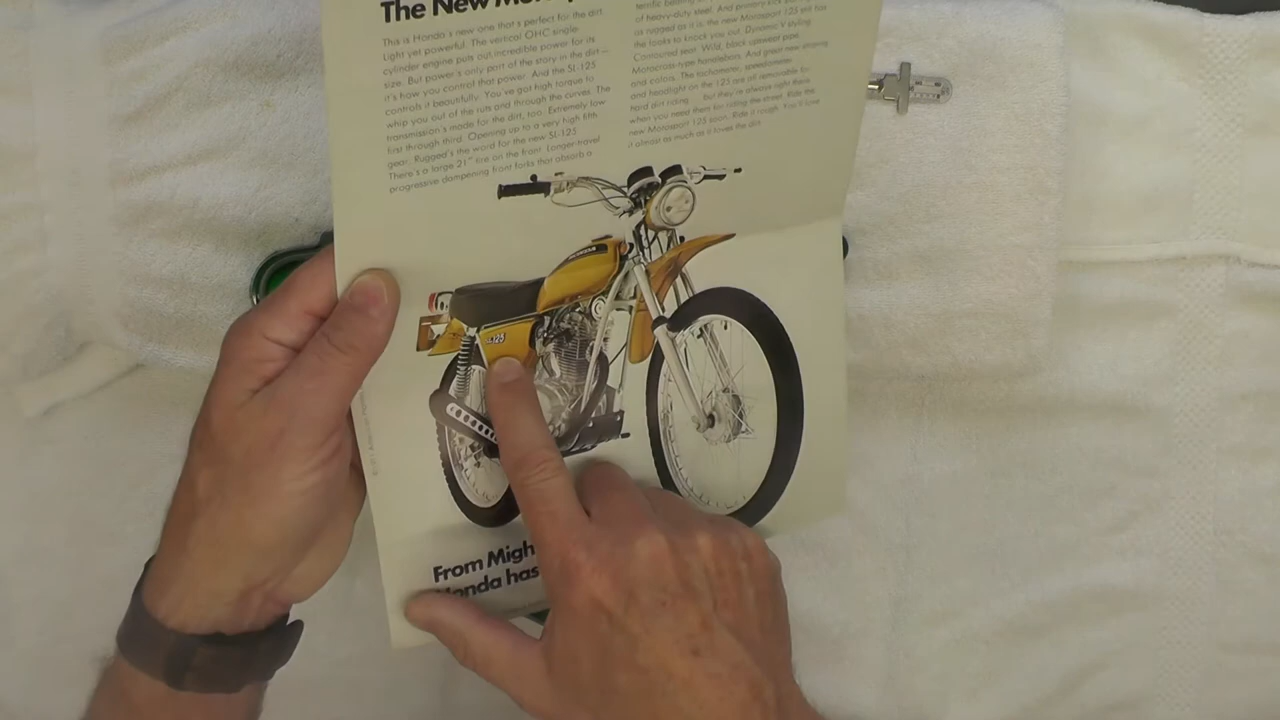 The New Moto
This is Honda's new one that's perfect for the dirt.
Light yet powerful. The vertical OHC single-
cylinder engine puts out incredible power for its
size. But power's only part of the story in the dirt—
it's how you control that power. And the SL-125
controls it beautifully. You've got high torque to
whip you out of the ruts and through the curves. The
transmission's made for the dirt, too. Extremely low
first through third. Opening up to a very high fifth
gear. Rugged's the word for the new SL-125.
There's a large 21" tire on the front. Longer-travel
progressive dampening front forks that absorb a
terrific beating
of heavy-duty steel. And primary kick
as rugged as it is, the new Motosport 125 still has
the looks to knock you out. Dynamic V styling.
Contoured seat. Wild, black upswept pipe.
Motocross-type handlebars. And great new striping
and colors. The tachometer, speedometer
and headlight on the 125 are all removable for
hard dirt riding but they're always right there
when you need them for riding the street. Ride the
new Motosport 125 soon. Ride it rough. You'll love
it almost as much as it loves the dirt.
HONDA
SL125
From Migh
Honda has